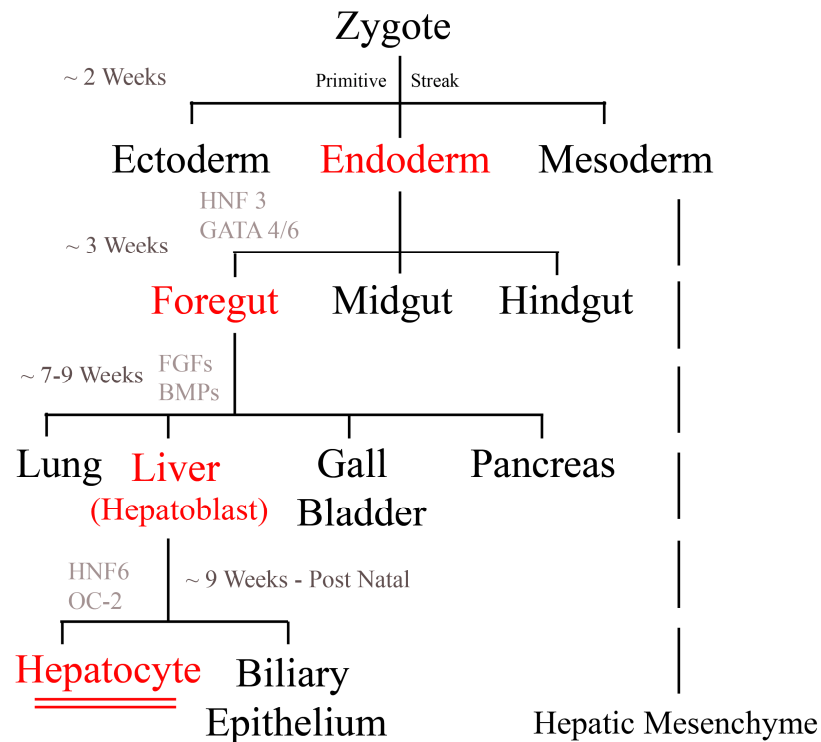 Zygote
~ 2 Weeks
Primitive Streak
Ectoderm Endoderm Mesoderm
HNF 3
GATA 4/6
~ 3 Weeks
Foregut Midgut Hindgut
FGFs
~ 7-9 Weeks
BMPs
Lung Liver Gall Pancreas
(Hepatoblast) Bladder
HNF6
~ 9 Weeks - Post Natal
OC-2
Hepatocyte Biliary
Epithelium Hepatic Mesenchyme